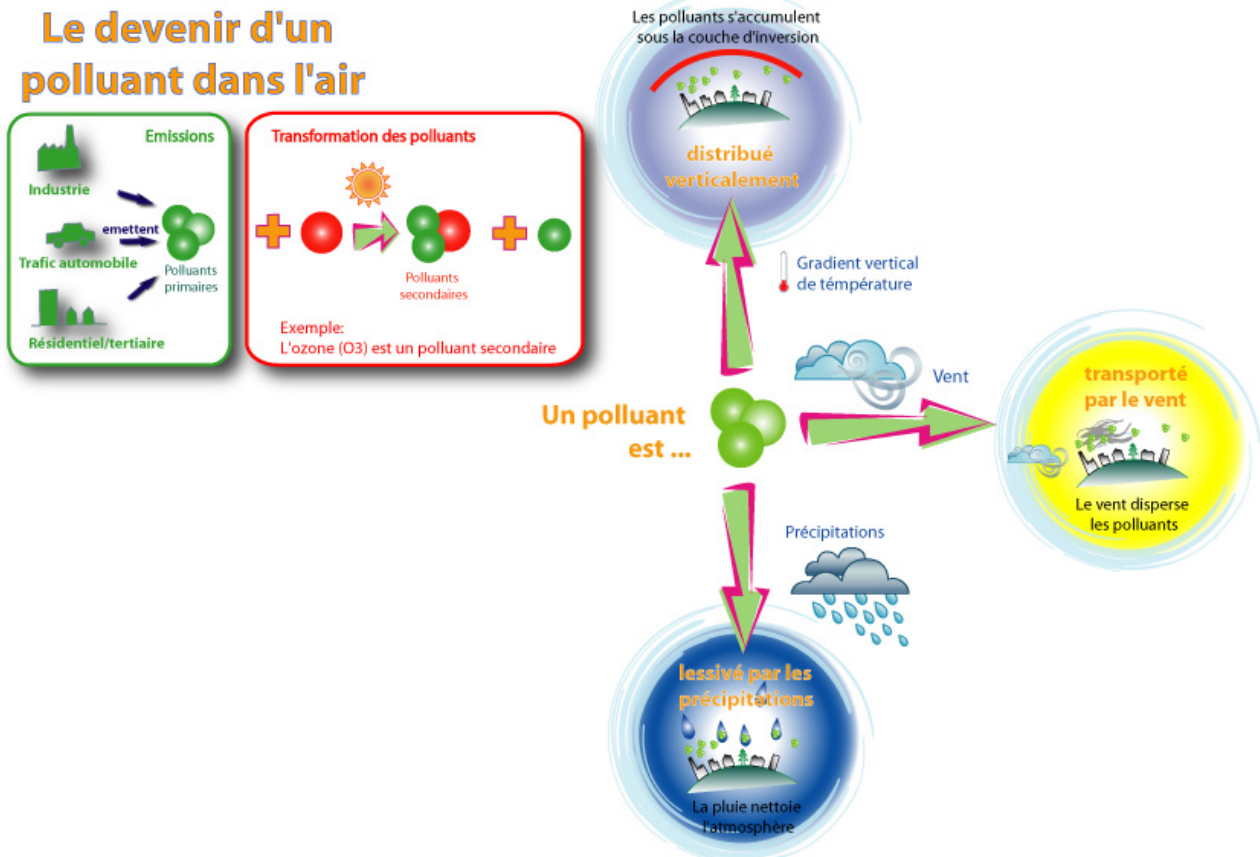 Le devenir d'un
polluant dans l'air
Emissions
Industrie
emettent
Trafic automobile
Polluants
primaires
Résidentiel/tertiaire
Transformation des polluants
Polluants
secondaires
Exemple:
L'ozone (O3) est un polluant secondaire
Les polluants s'accumulent
sous la couche d'inversion
distribué
verticalement
Gradient vertical
de témpérature
Un polluant
est ...
Vent
transporté
par le vent
Le vent disperse
les polluants
Précipitations
lessivé par les
précipitations
La pluie nettoie
l'atmosphère